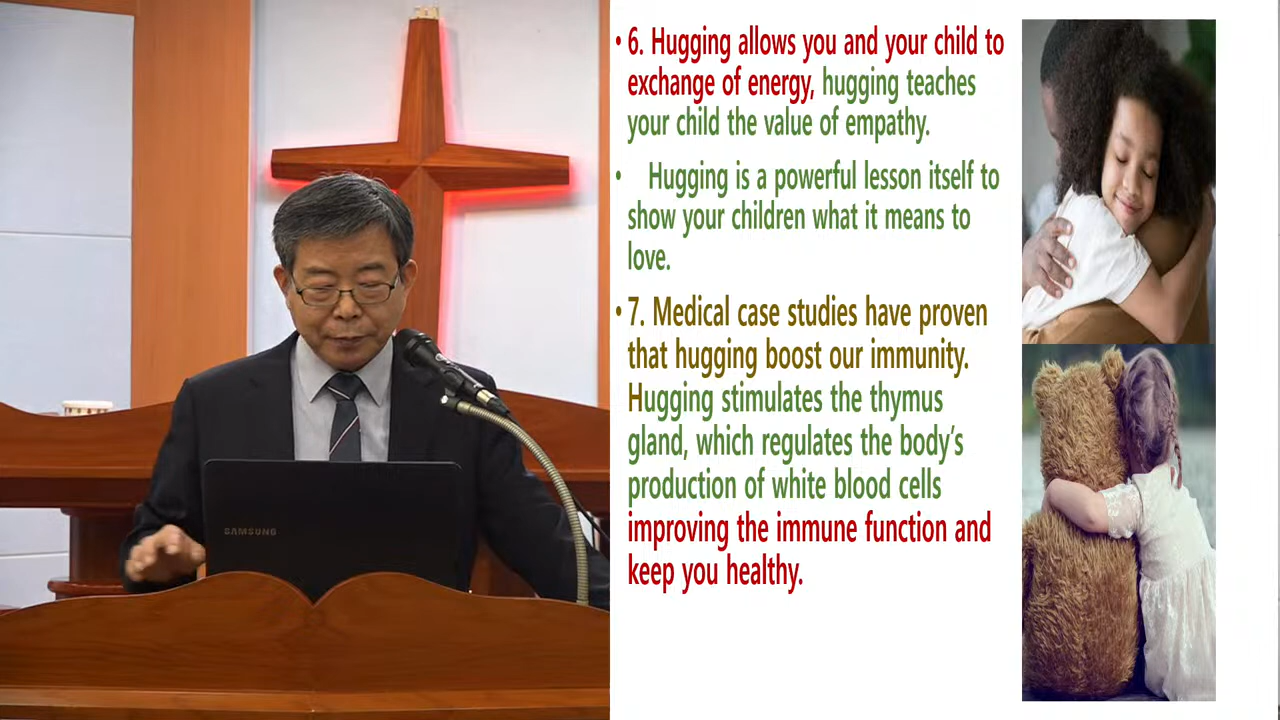 • 6. Hugging allows you and your child to
exchange of energy, hugging teaches
your child the value of empathy.
• Hugging is a powerful lesson itself to
show your children what it means to
love.
• 7. Medical case studies have proven
that hugging boost our immunity.
Hugging stimulates the thymus
gland, which regulates the body's
production of white blood cells
improving the immune function and
keep you healthy.
SAMSUNG